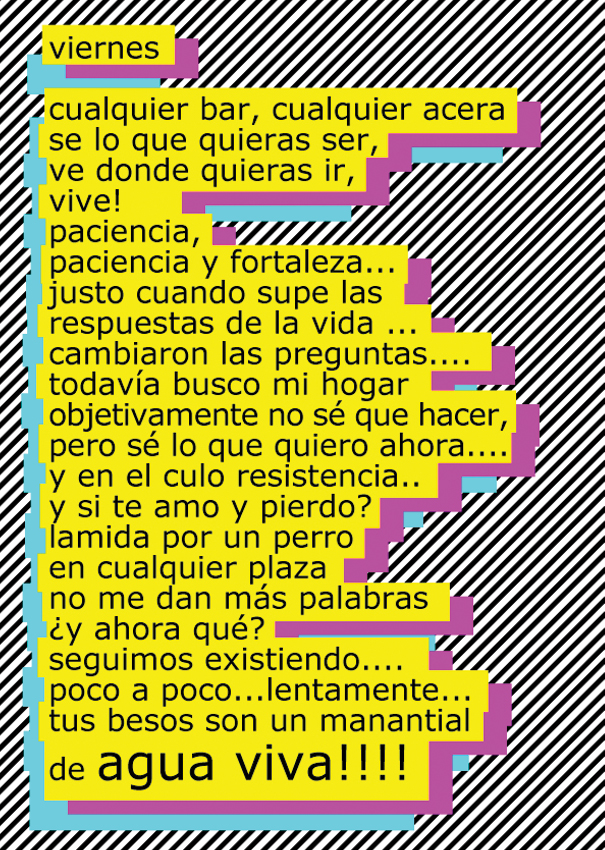 viernes
cualquier bar, cualquier acera
se lo que quieras ser,
ve donde quieras ir,
vive!
paciencia,
paciencia y fortaleza...
justo cuando supe las
respuestas de la vida ...
cambiaron las preguntas....
todavía busco mi hogar
objetivamente no sé que hacer,
pero sé lo que quiero ahora....
y en el culo resistencia..
y si te amo y pierdo?
lamida por un perro
en cualquier plaza
no me dan más palabras
¿y ahora qué?
seguimos existiendo....
poco a poco...lentamente...
tus besos son un manantial
de agua viva!!!!